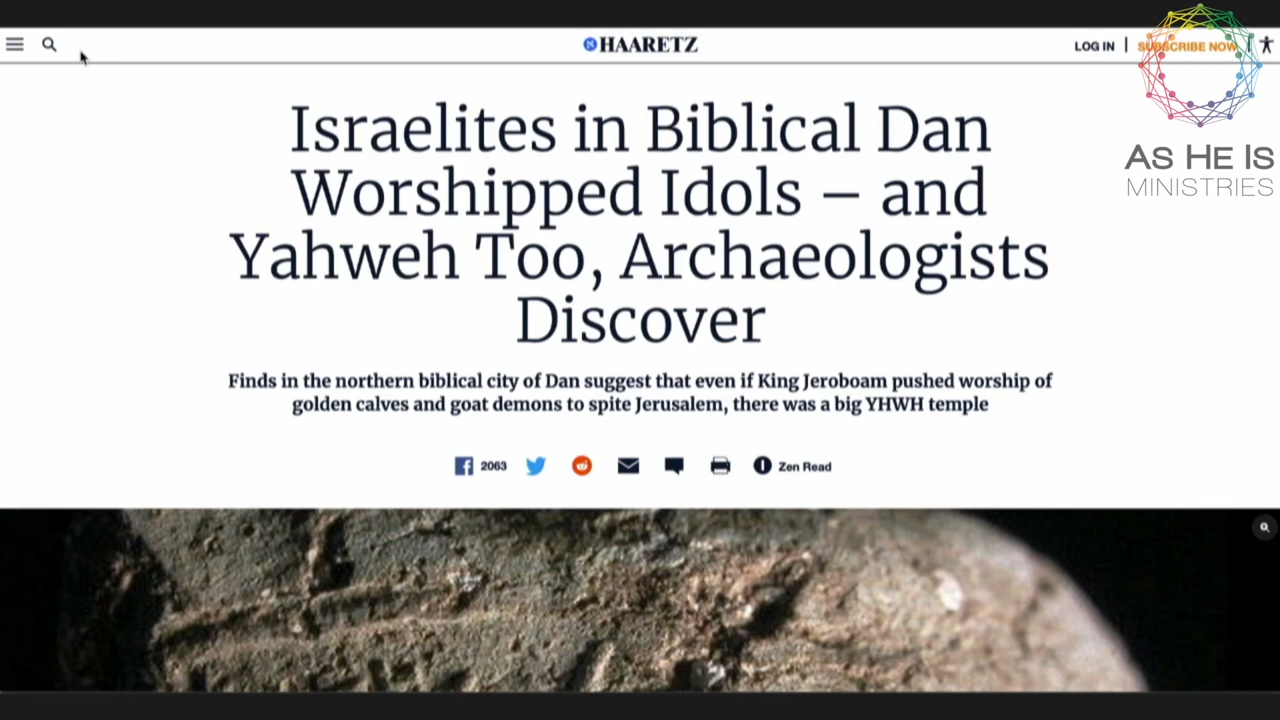 HAARETZ
LOG IN | SUBSCRIBE NOW
AS HE IS
MINISTRIES
Israelites in Biblical Dan
Worshipped Idols – and
Yahweh Too, Archaeologists
Discover
Finds in the northern biblical city of Dan suggest that even if King Jeroboam pushed worship of
golden calves and goat demons to spite Jerusalem, there was a big YHWH temple
2063 Zen Read